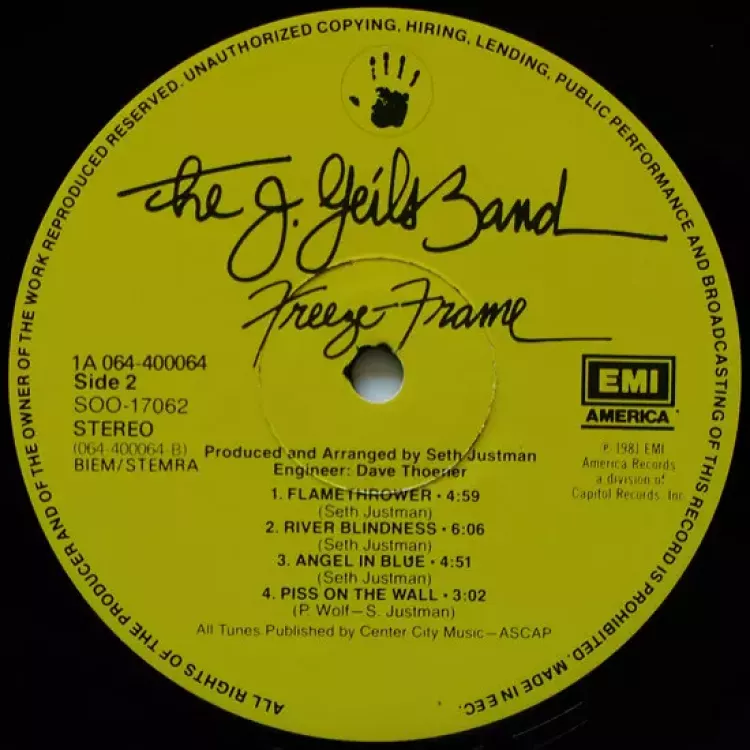 ALL RIGHTS OF THE PRODUCER AND OF THE OWNER OF THE WORK REPRODUCED RESERVED. UNAUTHORIZED COPYING, HIRING, LENDING, PUBLIC PERFORMANCE AND BROADCASTING OF THIS RECORD IS PROHIBITED. MADE IN EEC.
The J. Geils Band
Freeze-Frame
1A 064-400064
Side 2
SOO-17062
STEREO
(064-400064-B)
BIEM/STEMRA
EMI
AMERICA
℗ 1981 EMI
America Records
a division of
Capitol Records, Inc.
Produced and Arranged by Seth Justman
Engineer: Dave Thoener
1. FLAMETHROWER • 4:59
(Seth Justman)
2. RIVER BLINDNESS • 6:06
(Seth Justman)
3. ANGEL IN BLUE • 4:51
(Seth Justman)
4. PISS ON THE WALL • 3:02
(P. Wolf–S. Justman)
All Tunes Published by Center City Music–ASCAP